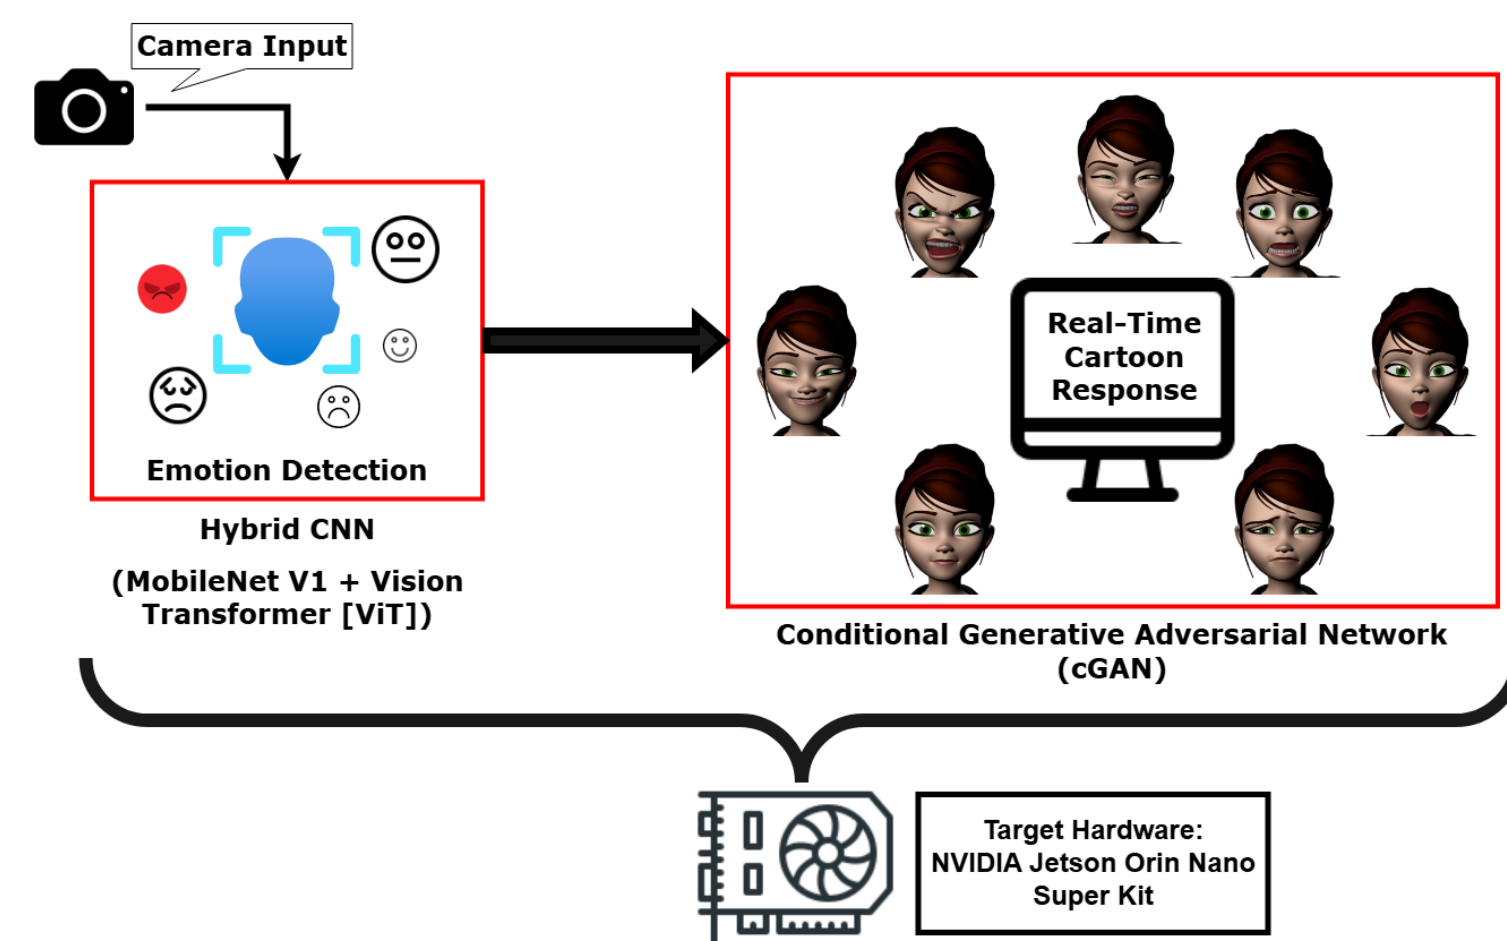 Camera Input
Emotion Detection
Hybrid CNN
(MobileNet V1 + Vision
Transformer [ViT])
Real-Time
Cartoon
Response
Conditional Generative Adversarial Network
(cGAN)
Target Hardware:
NVIDIA Jetson Orin Nano
Super Kit